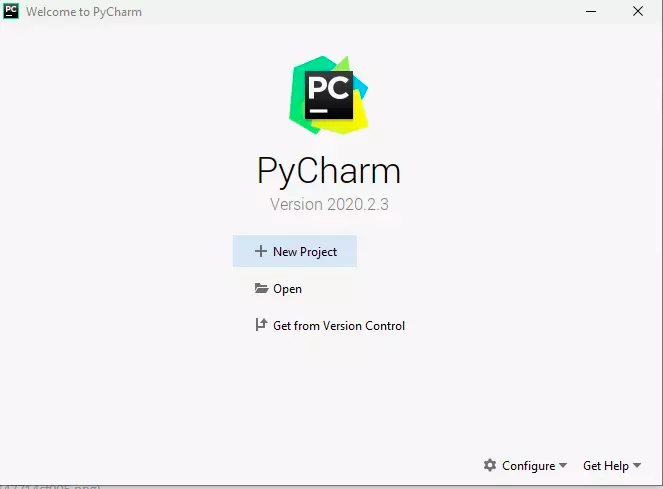 PC Welcome to PyCharm
PC
PyCharm
Version 2020.2.3
New Project
Open
Get from Version Control
Configure Get Help